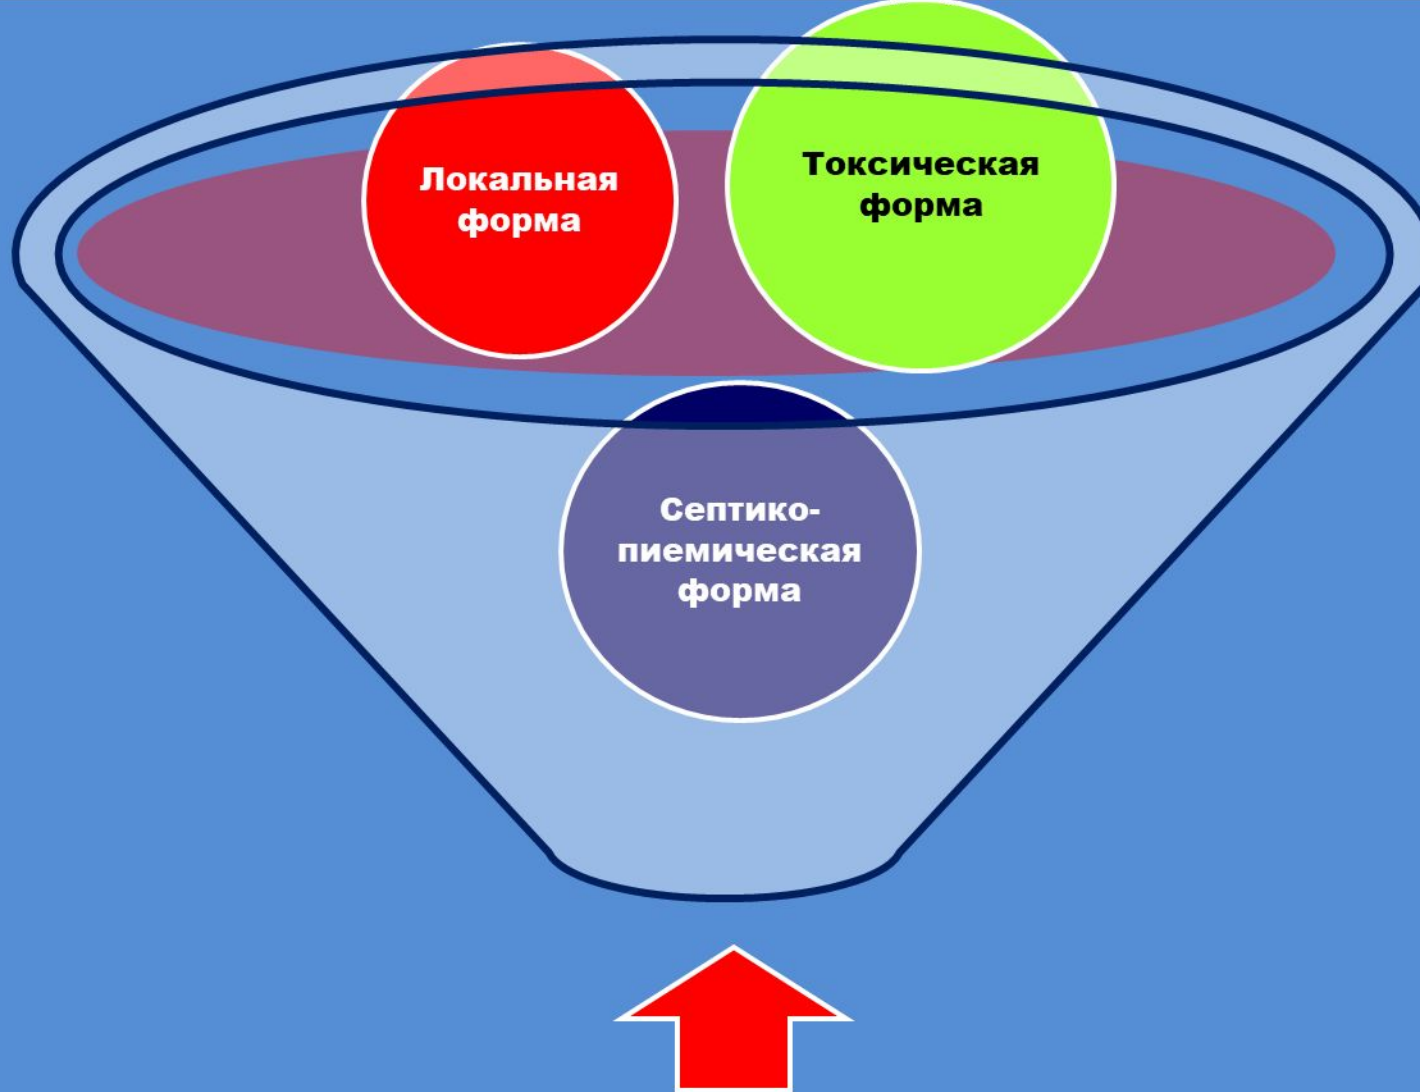 Локальная
форма
Токсическая
форма
Септико-
пиемическая
форма